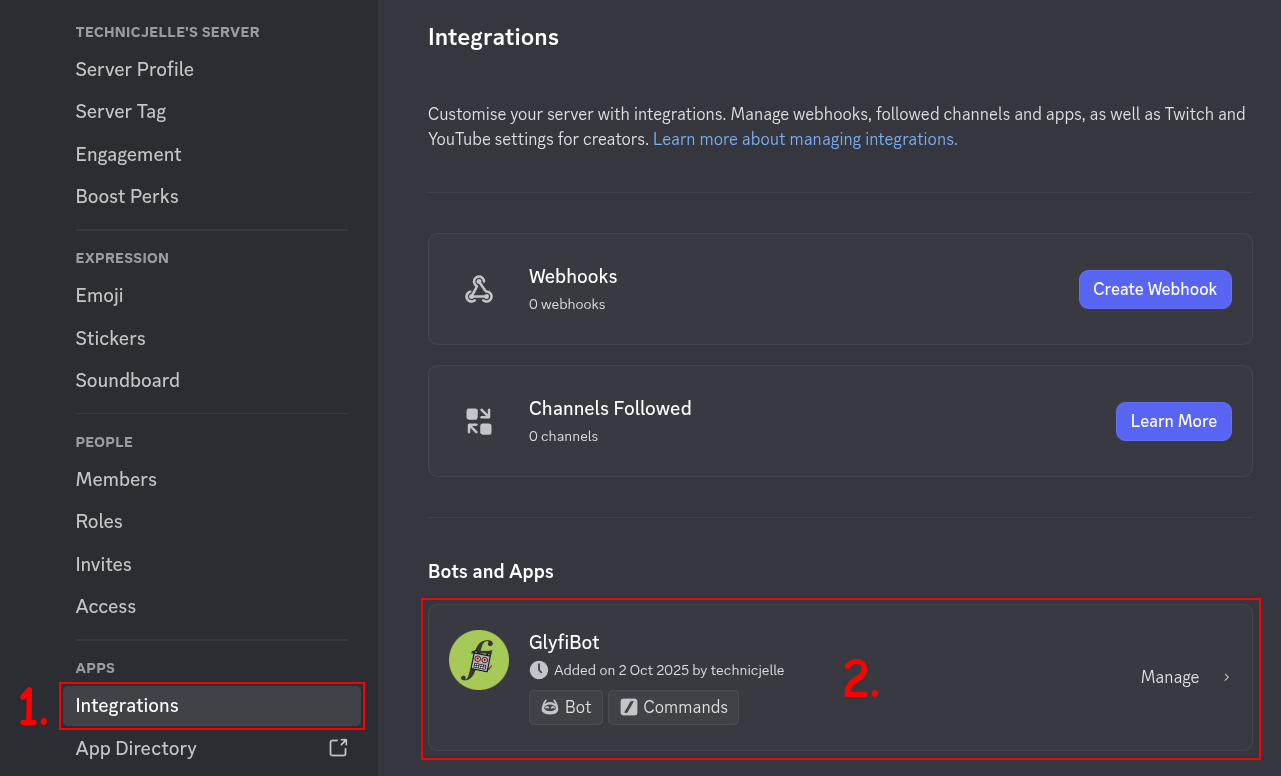 TECHNICJELLE'S SERVER
Server Profile
Server Tag
Engagement
Boost Perks
EXPRESSION
Emoji
Stickers
Soundboard
PEOPLE
Members
Roles
Invites
Access
APPS
1.
Integrations
App Directory
Integrations
Customise your server with integrations. Manage webhooks, followed channels and apps, as well as Twitch and
YouTube settings for creators. Learn more about managing integrations.
Webhooks
0 webhooks
Create Webhook
Channels Followed
0 channels
Learn More
Bots and Apps
GlyfiBot
Added on 2 Oct 2025 by technicjelle
Bot
Commands
2.
Manage